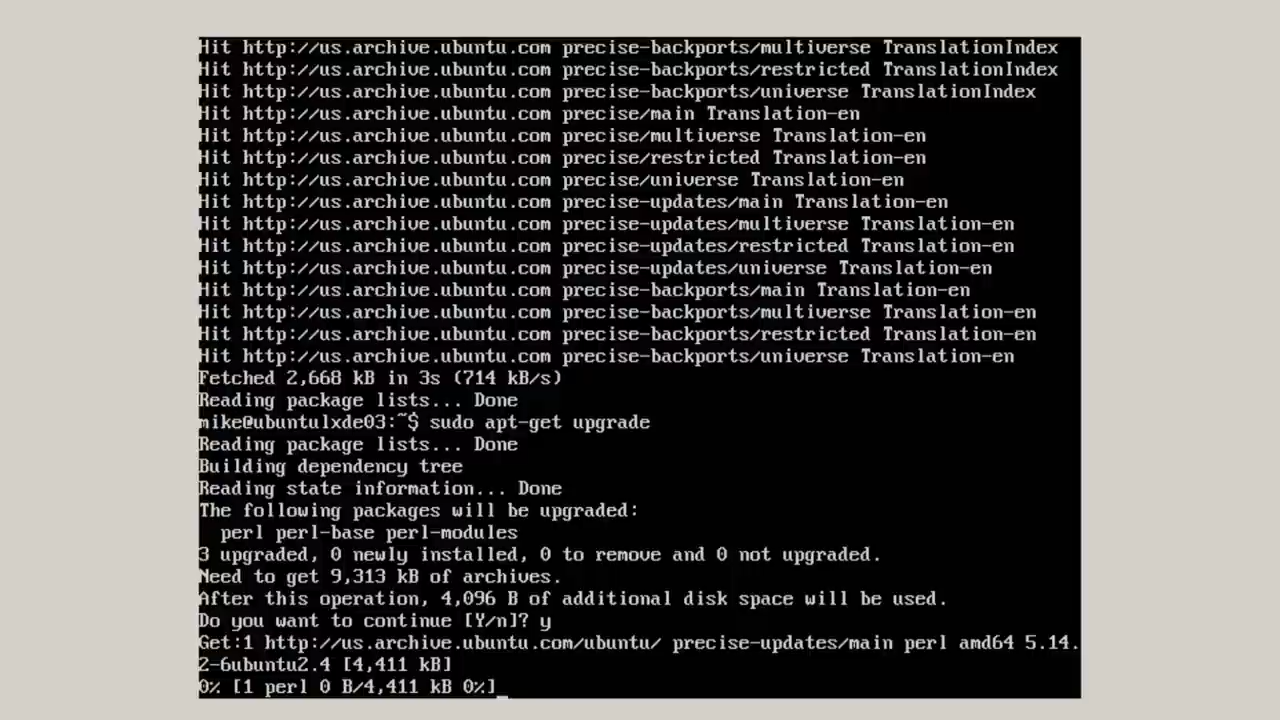 Hit http://us.archive.ubuntu.com precise-backports/multiverse TranslationIndex
Hit http://us.archive.ubuntu.com precise-backports/restricted TranslationIndex
Hit http://us.archive.ubuntu.com precise-backports/universe TranslationIndex
Hit http://us.archive.ubuntu.com precise/main Translation-en
Hit http://us.archive.ubuntu.com precise/multiverse Translation-en
Hit http://us.archive.ubuntu.com precise/restricted Translation-en
Hit http://us.archive.ubuntu.com precise/universe Translation-en
Hit http://us.archive.ubuntu.com precise-updates/main Translation-en
Hit http://us.archive.ubuntu.com precise-updates/multiverse Translation-en
Hit http://us.archive.ubuntu.com precise-updates/restricted Translation-en
Hit http://us.archive.ubuntu.com precise-updates/universe Translation-en
Hit http://us.archive.ubuntu.com precise-backports/main Translation-en
Hit http://us.archive.ubuntu.com precise-backports/multiverse Translation-en
Hit http://us.archive.ubuntu.com precise-backports/restricted Translation-en
Hit http://us.archive.ubuntu.com precise-backports/universe Translation-en
Fetched 2,668 kB in 3s (714 kB/s)
Reading package lists... Done
mike@ubuntulxde03:~$ sudo apt-get upgrade
Reading package lists... Done
Building dependency tree
Reading state information... Done
The following packages will be upgraded:
  perl perl-base perl-modules
3 upgraded, 0 newly installed, 0 to remove and 0 not upgraded.
Need to get 9,313 kB of archives.
After this operation, 4,096 B of additional disk space will be used.
Do you want to continue [Y/n]? y
Get:1 http://us.archive.ubuntu.com/ubuntu/ precise-updates/main perl amd64 5.14.
2-6ubuntu2.4 [4,411 kB]
0% [1 perl 0 B/4,411 kB 0%]_